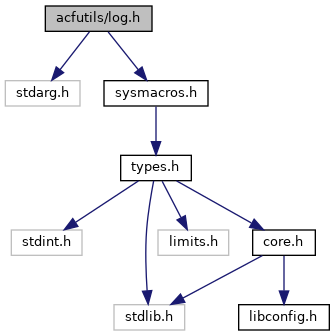 acfutils/log.h
stdarg.h
sysmacros.h
types.h
stdint.h
limits.h
core.h
stdlib.h
libconfig.h